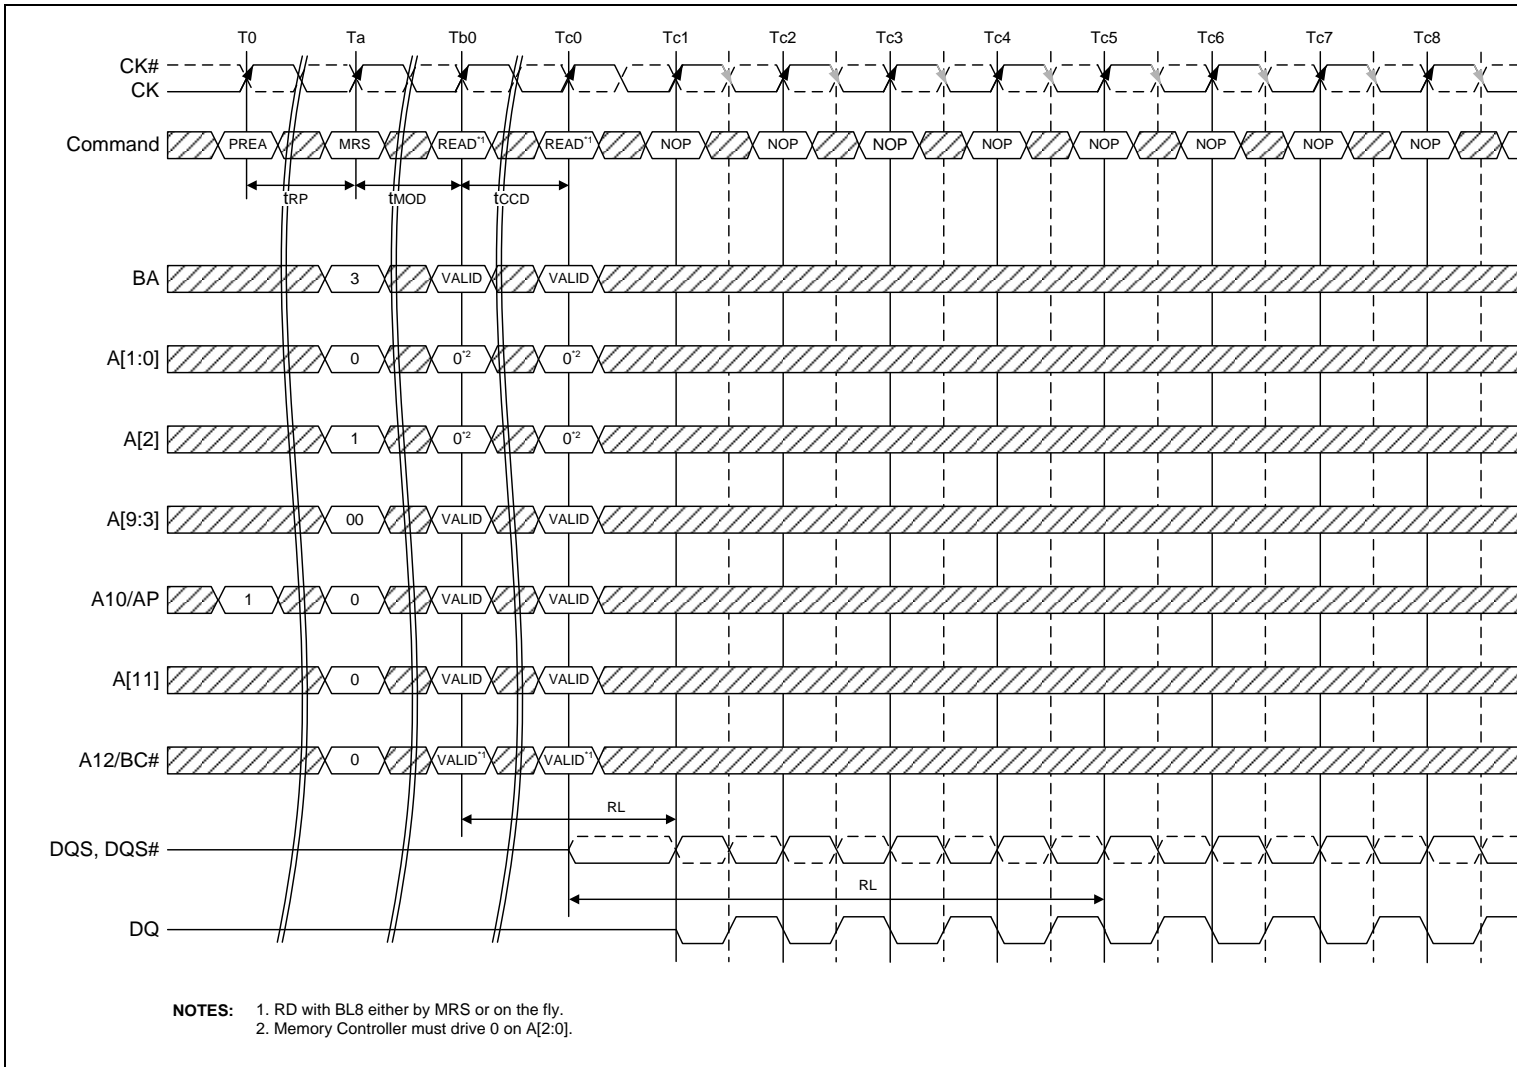 T0 Ta Tb0 Tc0 Tc1 Tc2 Tc3 Tc4 Tc5 Tc6 Tc7 Tc8
CK#
CK
Command PREA MRS READ*1 READ*1 NOP NOP NOP NOP NOP NOP NOP NOP
tRP tMOD tCCD
BA 3 VALID VALID
A[1:0] 0 0*2 0*2
A[2] 1 0*2 0*2
A[9:3] 00 VALID VALID
A10/AP 1 0 VALID VALID
A[11] 0 VALID VALID
A12/BC# 0 VALID*1 VALID*1
RL
DQS, DQS#
RL
DQ
NOTES: 1. RD with BL8 either by MRS or on the fly.
2. Memory Controller must drive 0 on A[2:0].